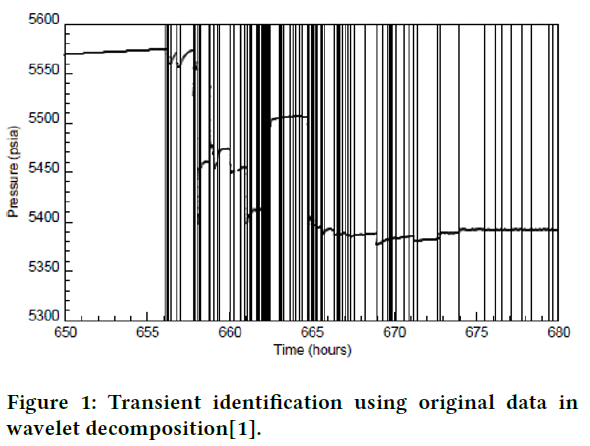 5600
5550
5500
5450
5400
5350
5300
Pressure (psia)
650 655 660 665 670 675 680
Time (hours)
Figure 1: Transient identification using original data in
wavelet decomposition[1].